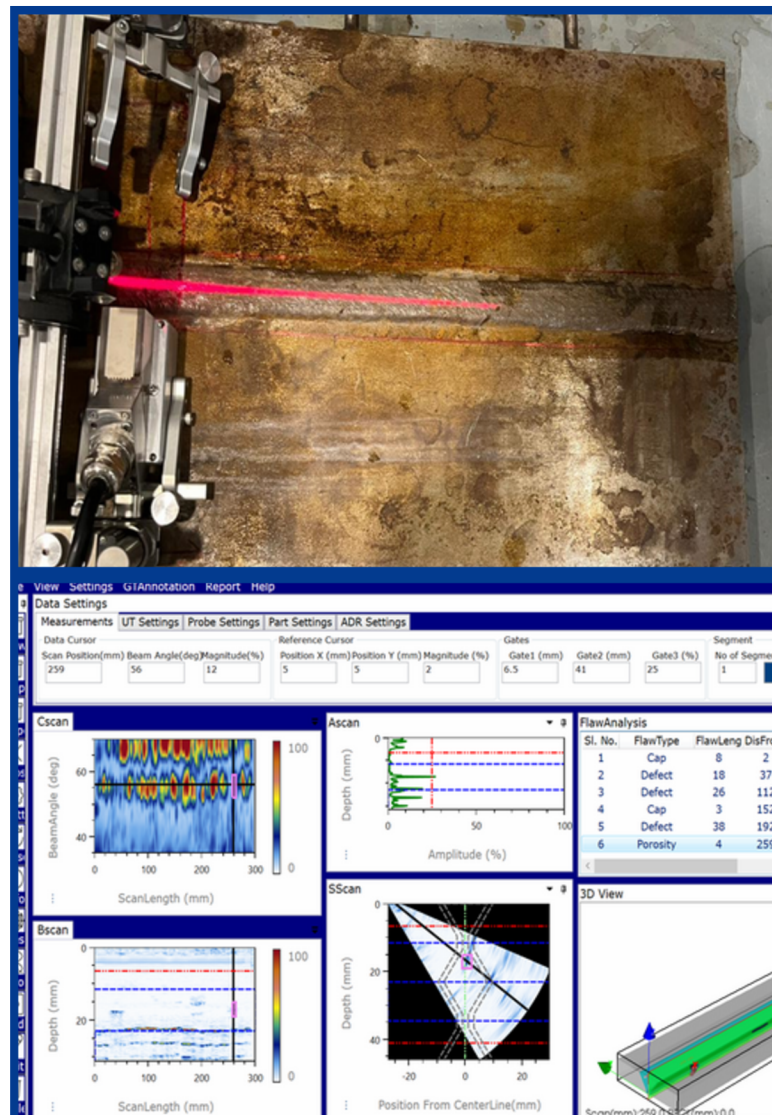 View Settings GTAnnotation Report Help
Data Settings
Measurements UT Settings Probe Settings Part Settings ADR Settings
Data Cursor Reference Cursor Gates Segment
Scan Position(mm) Beam Angle(deg) Magnitude(%) Position X (mm) Position Y (mm) Magnitude (%) Gate1 (mm) Gate2 (mm) Gate3 (%) No of Segme
259 56 12 5 5 2 6.5 41 25 1
Cscan
100
60
40
0
0 100 200 300
BeamAngle (deg)
ScanLength (mm)
Ascan
0
0 50 100
Depth (mm)
Amplitude (%)
FlawAnalysis
Sl. No. FlawType FlawLeng DisFro
1 Cap 8 2
2 Defect 18 37
3 Defect 26 112
4 Cap 3 152
5 Defect 38 192
6 Porosity 4 259
Bscan
0
20
100
0
0 100 200 300
Depth (mm)
ScanLength (mm)
SScan
0
20
40
-20 0 20
Depth (mm)
Position From CenterLine(mm)
3D View